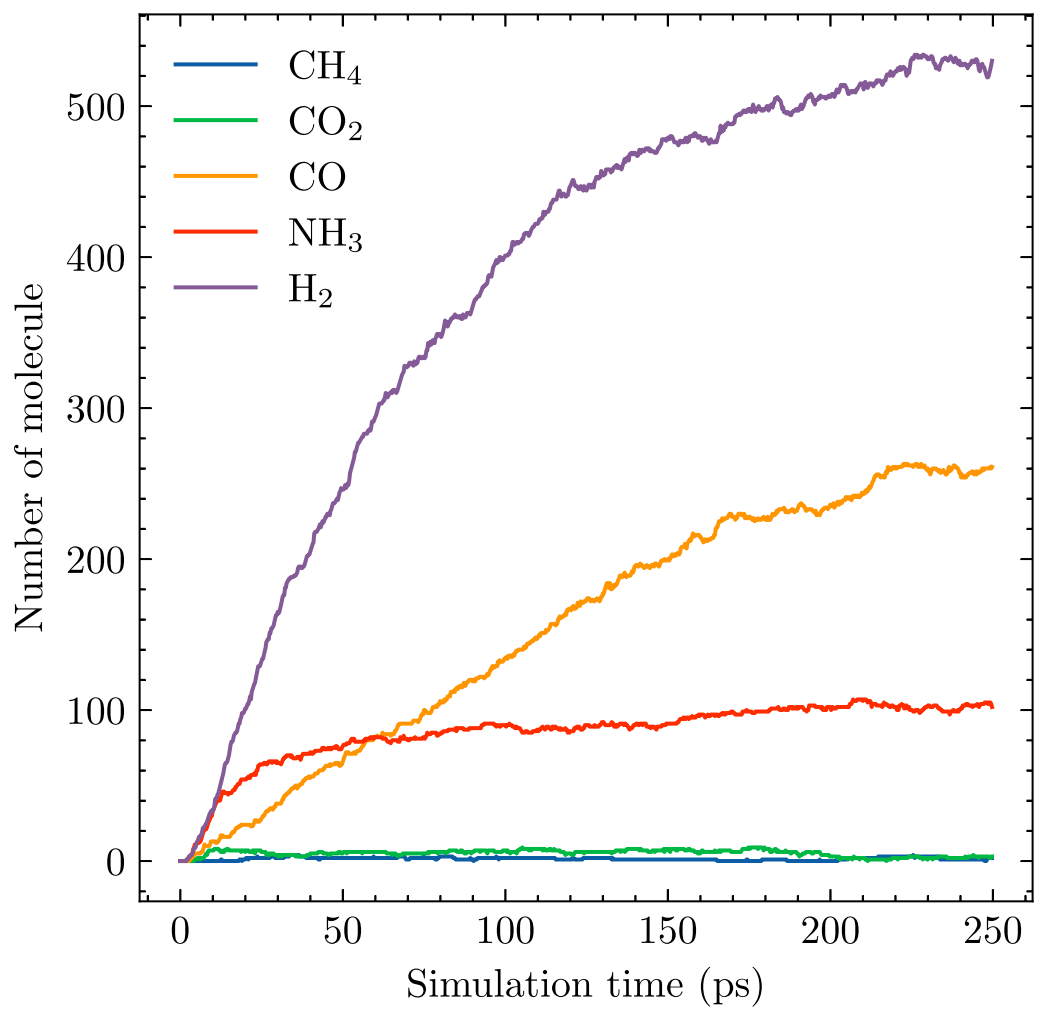 CH₄
CO₂
CO
NH₃
H₂
500
400
300
200
100
0
Number of molecule
0 50 100 150 200 250
Simulation time (ps)